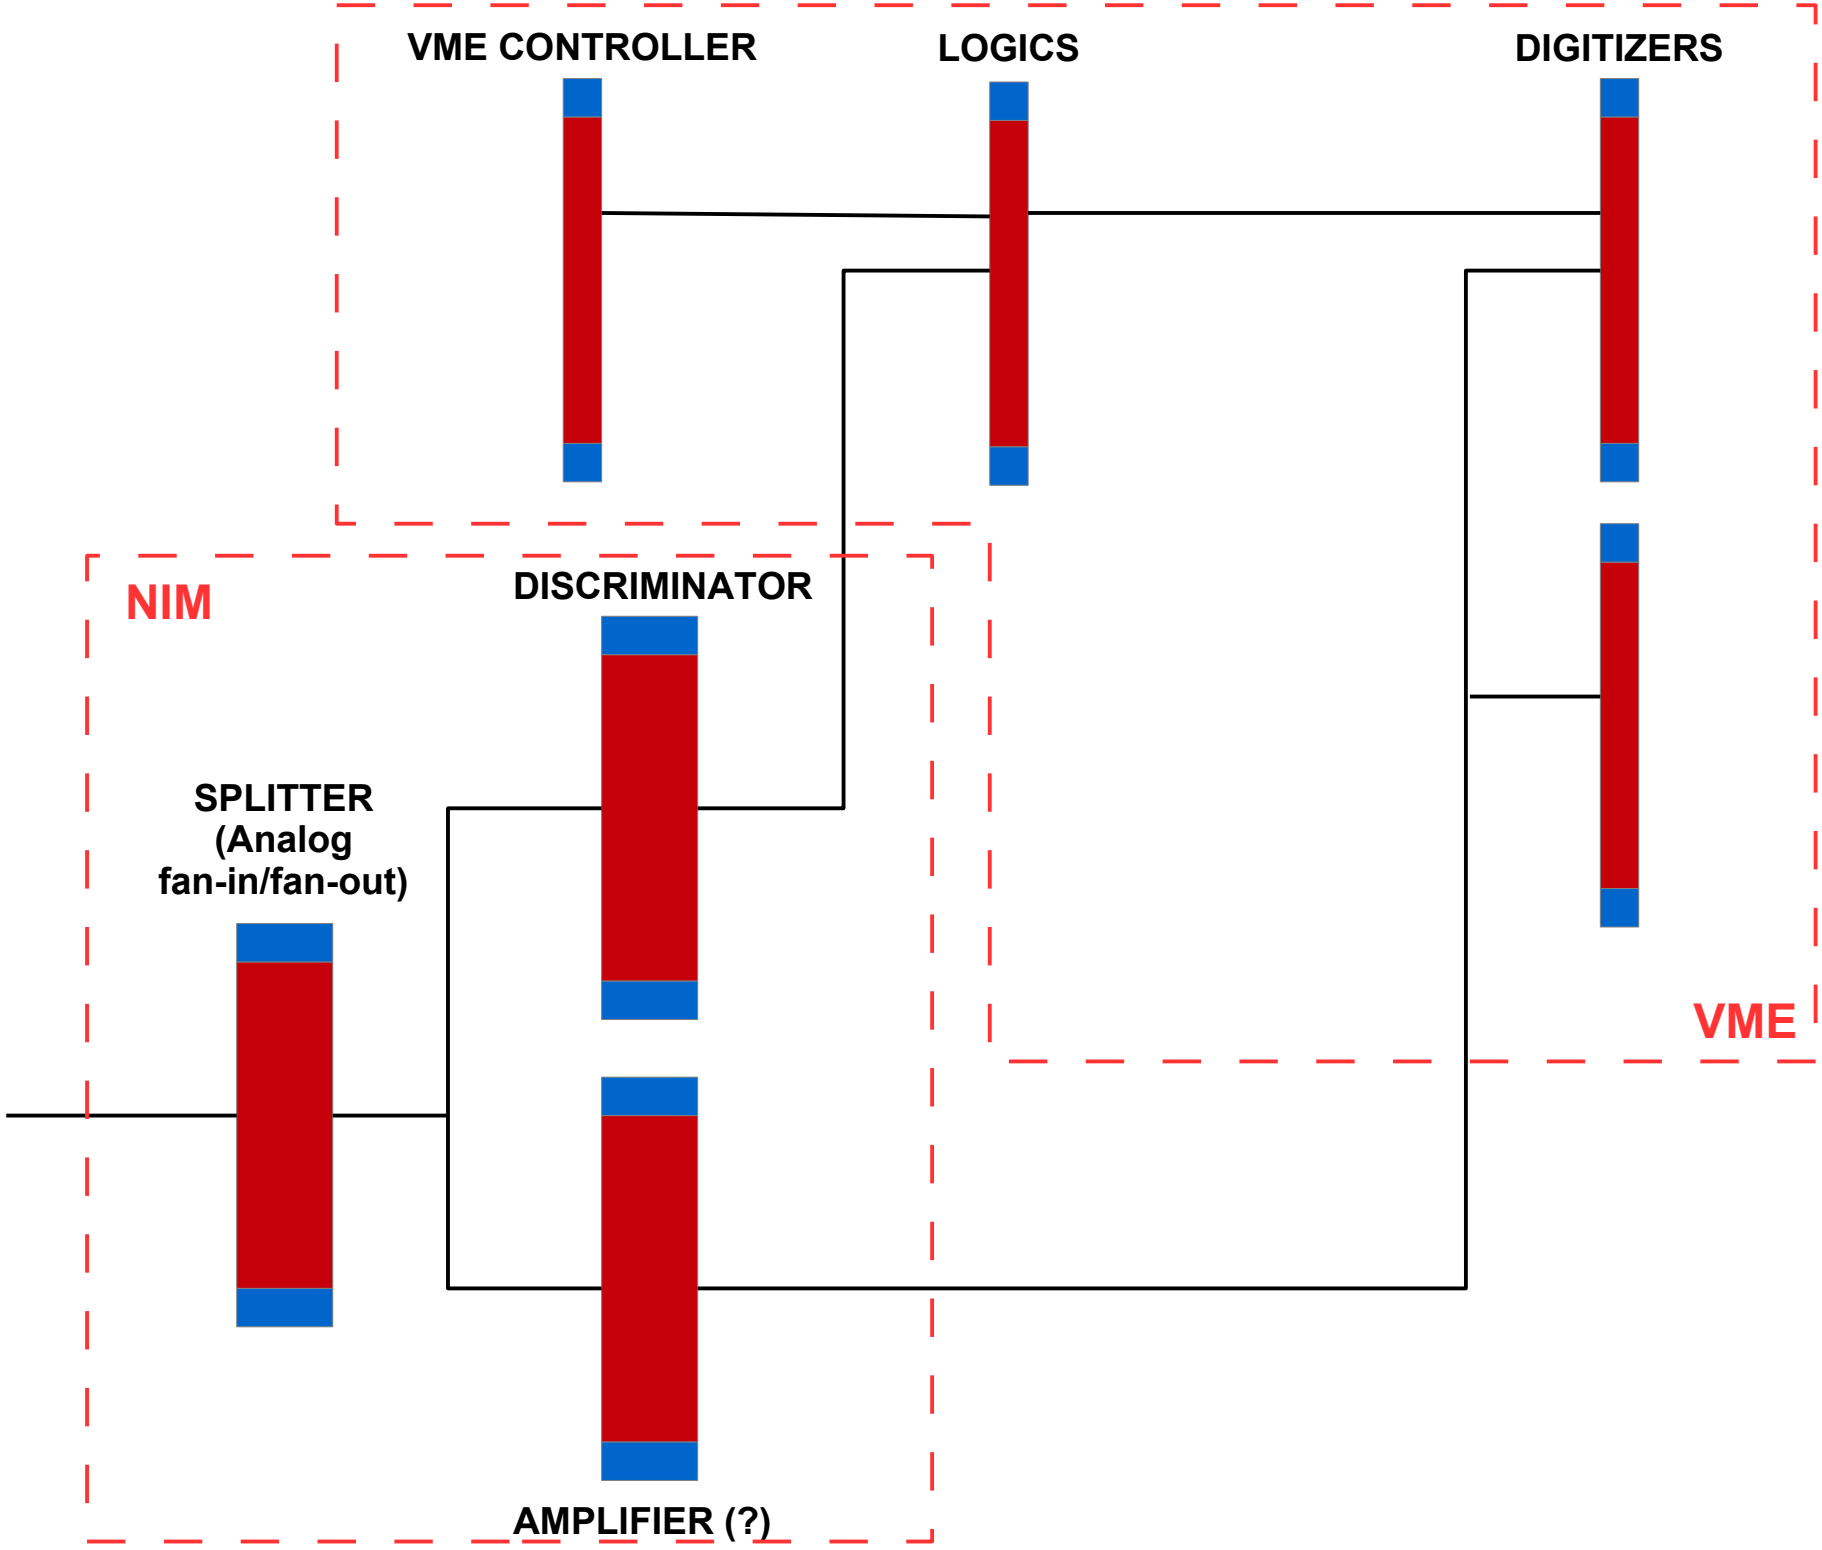 VME CONTROLLER
LOGICS
DIGITIZERS
NIM
DISCRIMINATOR
SPLITTER
(Analog
fan-in/fan-out)
VME
AMPLIFIER (?)